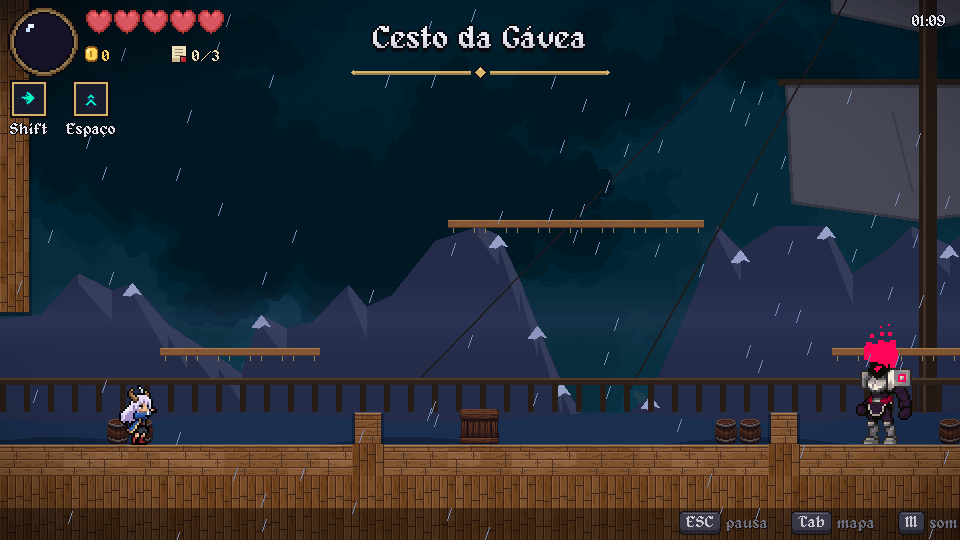 01:09
Cesto da Gávea
0
0/3
Shift
Espaço
ESC pausa
Tab mapa
M som